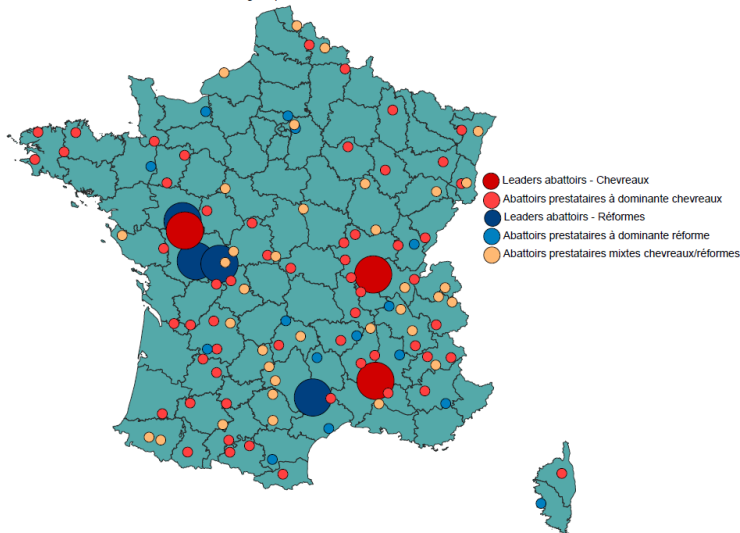 Leaders abattoirs - Chevreaux
Abattoirs prestataires à dominante chevreaux
Leaders abattoirs - Réformes
Abattoirs prestataires à dominante réforme
Abattoirs prestataires mixtes chevreaux/réformes